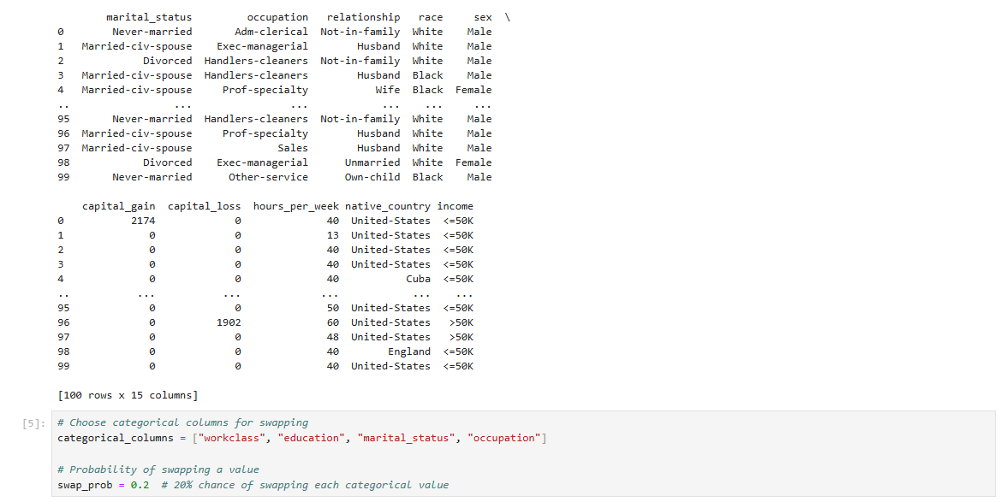 marital_status         occupation   relationship   race     sex  \
0       Never-married       Adm-clerical  Not-in-family  White    Male
1  Married-civ-spouse    Exec-managerial        Husband  White    Male
2            Divorced  Handlers-cleaners  Not-in-family  White    Male
3  Married-civ-spouse  Handlers-cleaners        Husband  Black    Male
4  Married-civ-spouse     Prof-specialty           Wife  Black  Female
..                ...                ...            ...    ...     ...
95      Never-married  Handlers-cleaners  Not-in-family  White    Male
96 Married-civ-spouse     Prof-specialty        Husband  White    Male
97 Married-civ-spouse              Sales        Husband  White    Male
98           Divorced    Exec-managerial      Unmarried  White  Female
99      Never-married      Other-service      Own-child  Black    Male
    capital_gain  capital_loss  hours_per_week native_country income
0           2174             0              40  United-States  <=50K
1              0             0              13  United-States  <=50K
2              0             0              40  United-States  <=50K
3              0             0              40  United-States  <=50K
4              0             0              40           Cuba  <=50K
..           ...           ...             ...            ...    ...
95             0             0              50  United-States  <=50K
96             0          1902              60  United-States   >50K
97             0             0              48  United-States   >50K
98             0             0              40        England  <=50K
99             0             0              40  United-States  <=50K
[100 rows x 15 columns]
[5]: # Choose categorical columns for swapping
categorical_columns = ["workclass", "education", "marital_status", "occupation"]
# Probability of swapping a value
swap_prob = 0.2  # 20% chance of swapping each categorical value